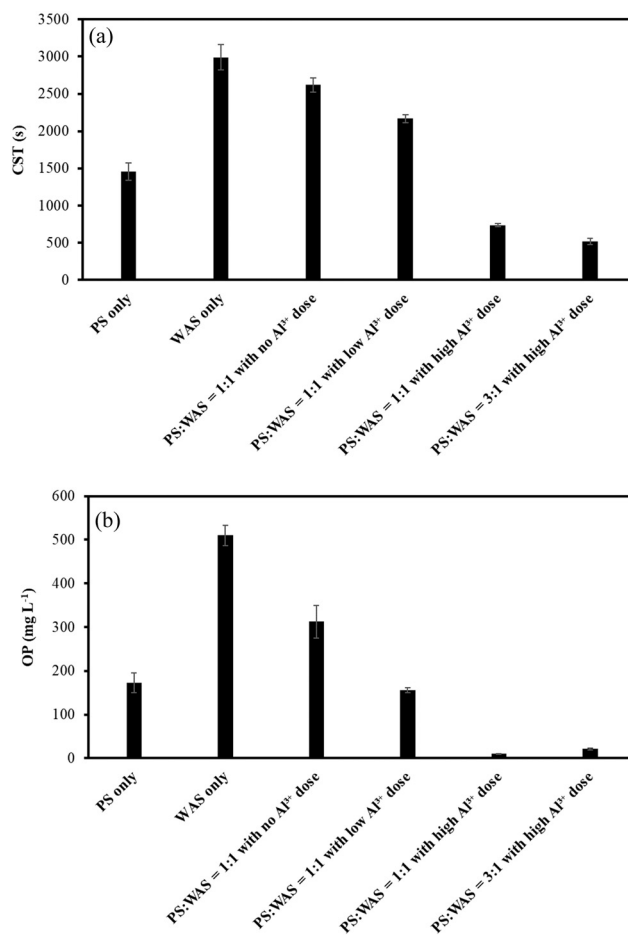 (a)
CST (s)
3500
3000
2500
2000
1500
1000
500
0
PS only
WAS only
PS:WAS = 1:1 with no Al³⁺ dose
PS:WAS = 1:1 with low Al³⁺ dose
PS:WAS = 1:1 with high Al³⁺ dose
PS:WAS = 3:1 with high Al³⁺ dose
(b)
OP (mg L⁻¹)
600
500
400
300
200
100
0
PS only
WAS only
PS:WAS = 1:1 with no Al³⁺ dose
PS:WAS = 1:1 with low Al³⁺ dose
PS:WAS = 1:1 with high Al³⁺ dose
PS:WAS = 3:1 with high Al³⁺ dose